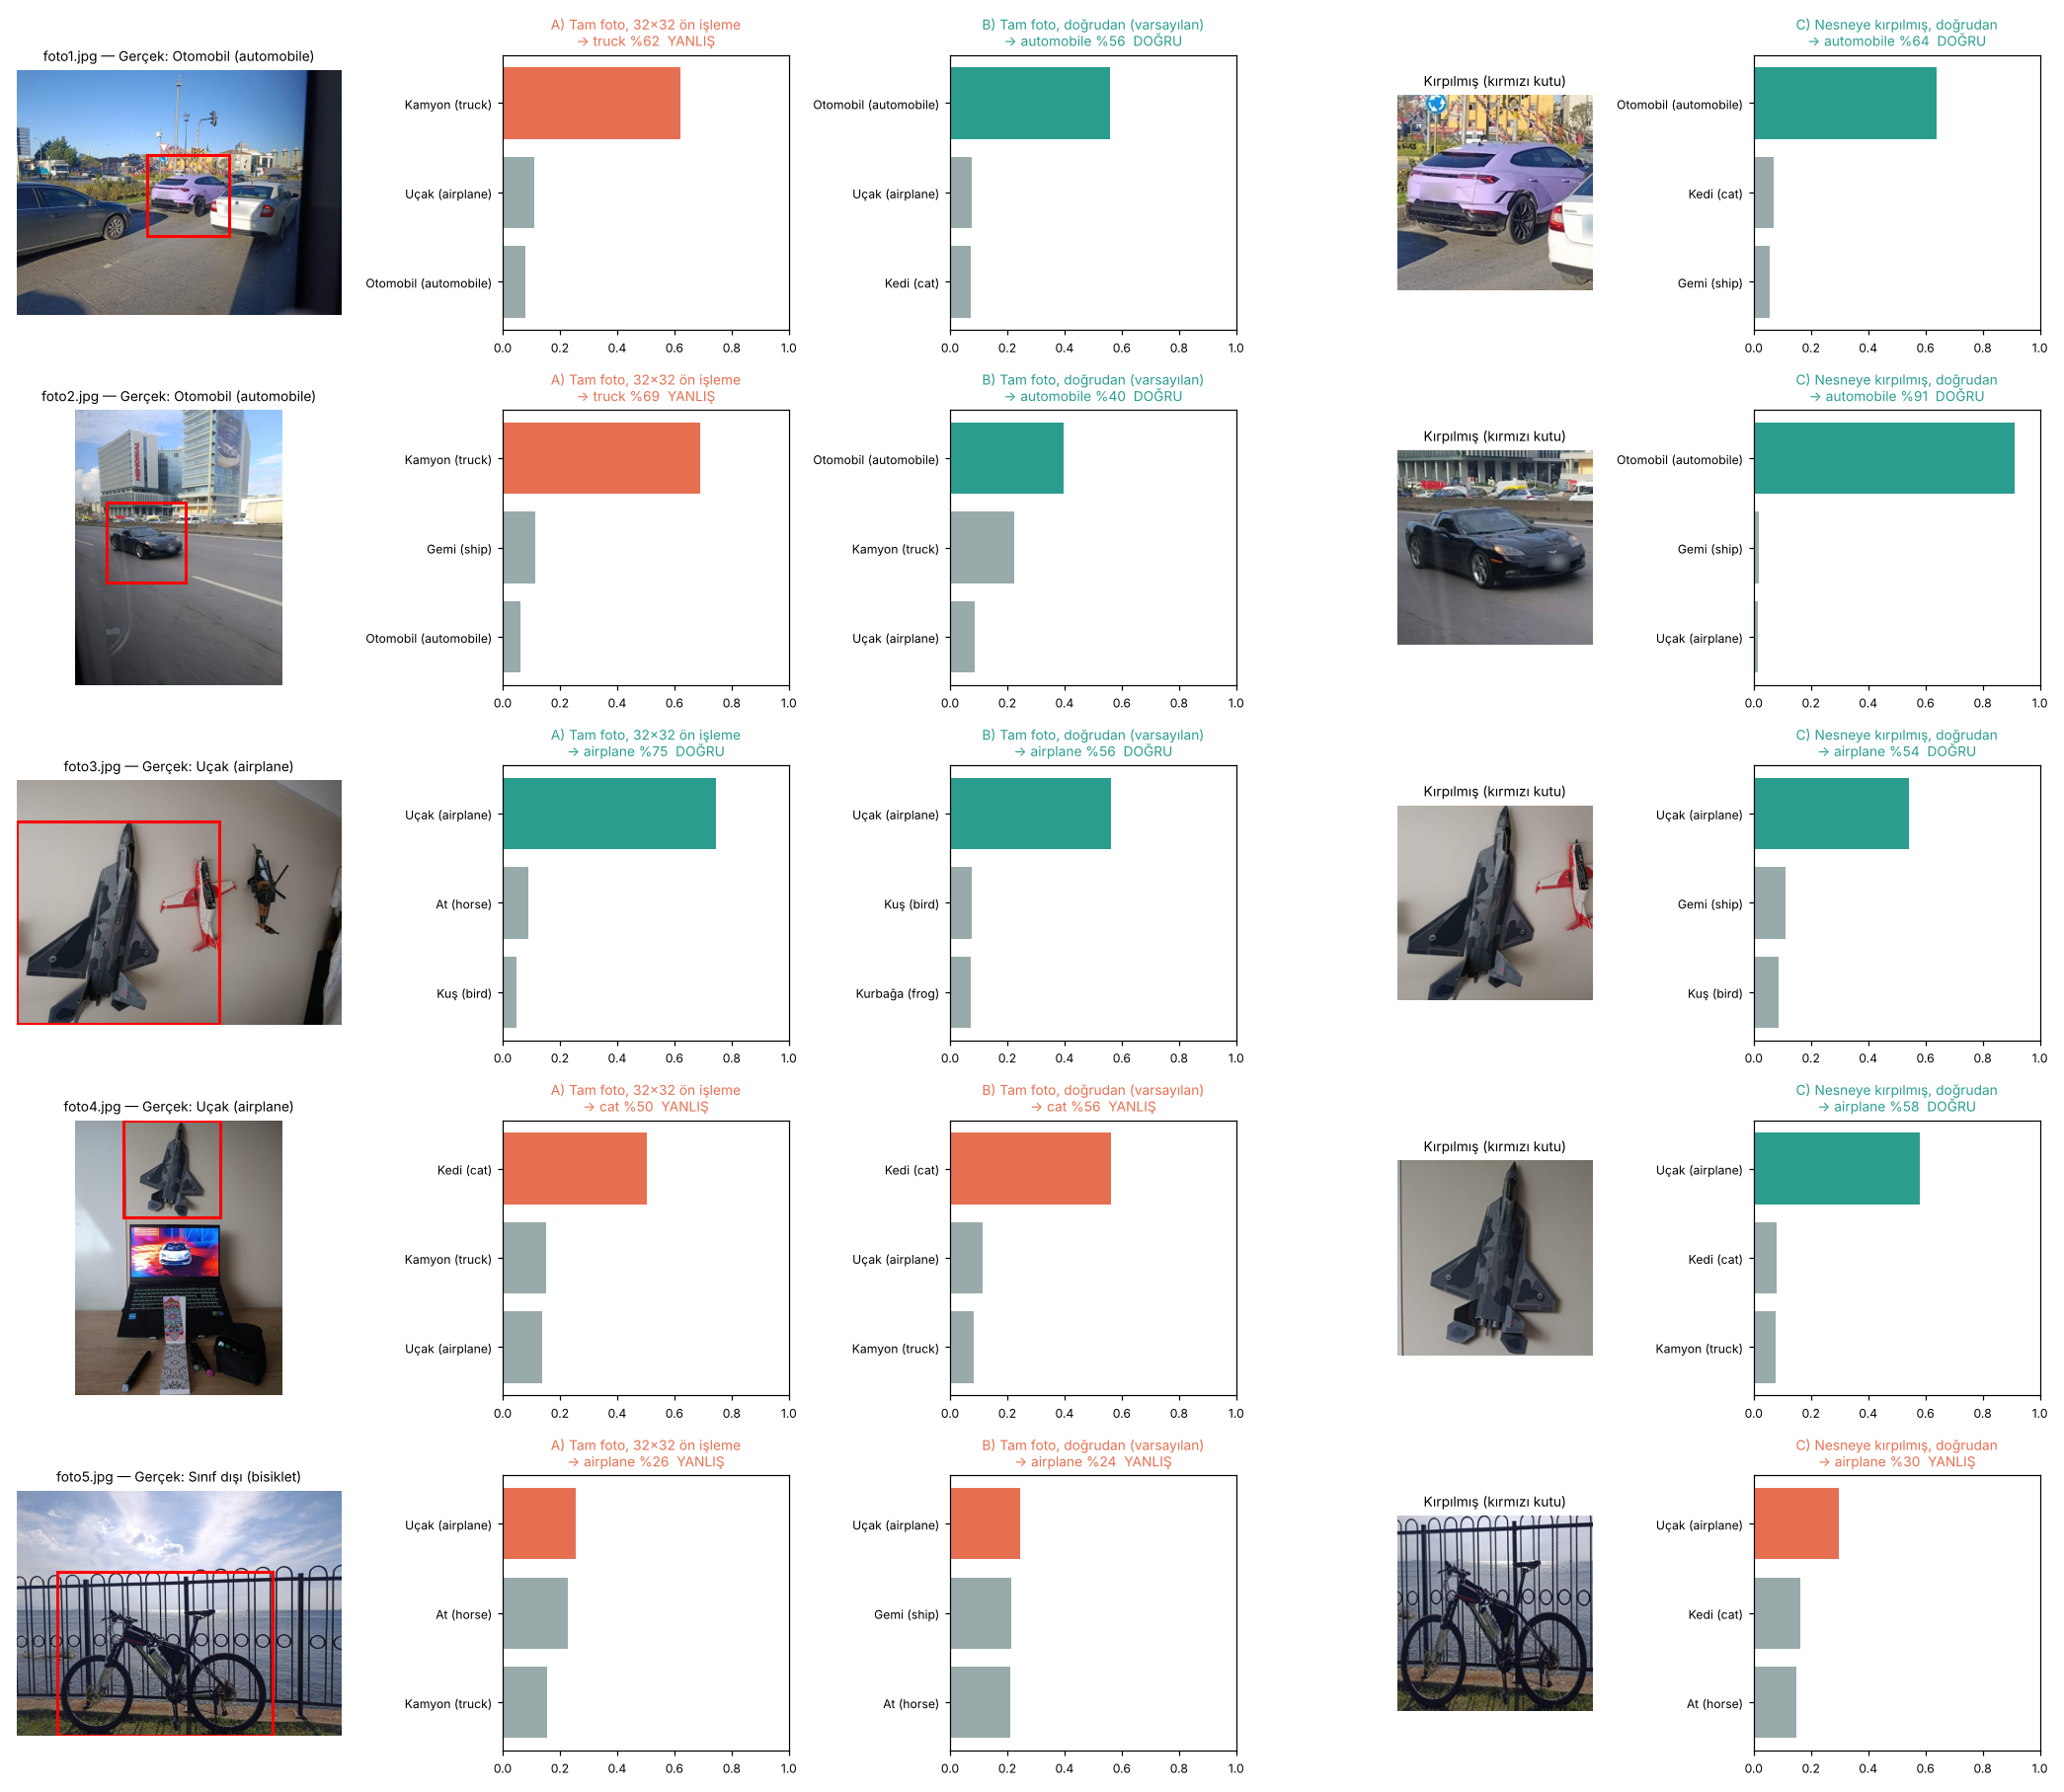 foto1.jpg — Gerçek: Otomobil (automobile)
A) Tam foto, 32×32 ön işleme
→ truck %62 YANLIŞ
Kamyon (truck)
Uçak (airplane)
Otomobil (automobile)
0.0 0.2 0.4 0.6 0.8 1.0
B) Tam foto, doğrudan (varsayılan)
→ automobile %56 DOĞRU
Otomobil (automobile)
Uçak (airplane)
Kedi (cat)
0.0 0.2 0.4 0.6 0.8 1.0
Kırpılmış (kırmızı kutu)
C) Nesneye kırpılmış, doğrudan
→ automobile %64 DOĞRU
Otomobil (automobile)
Kedi (cat)
Gemi (ship)
0.0 0.2 0.4 0.6 0.8 1.0
foto2.jpg — Gerçek: Otomobil (automobile)
A) Tam foto, 32×32 ön işleme
→ truck %69 YANLIŞ
Kamyon (truck)
Gemi (ship)
Otomobil (automobile)
0.0 0.2 0.4 0.6 0.8 1.0
B) Tam foto, doğrudan (varsayılan)
→ automobile %40 DOĞRU
Otomobil (automobile)
Kamyon (truck)
Uçak (airplane)
0.0 0.2 0.4 0.6 0.8 1.0
Kırpılmış (kırmızı kutu)
C) Nesneye kırpılmış, doğrudan
→ automobile %91 DOĞRU
Otomobil (automobile)
Gemi (ship)
Uçak (airplane)
0.0 0.2 0.4 0.6 0.8 1.0
foto3.jpg — Gerçek: Uçak (airplane)
A) Tam foto, 32×32 ön işleme
→ airplane %75 DOĞRU
Uçak (airplane)
At (horse)
Kuş (bird)
0.0 0.2 0.4 0.6 0.8 1.0
B) Tam foto, doğrudan (varsayılan)
→ airplane %56 DOĞRU
Uçak (airplane)
Kuş (bird)
Kurbağa (frog)
0.0 0.2 0.4 0.6 0.8 1.0
Kırpılmış (kırmızı kutu)
C) Nesneye kırpılmış, doğrudan
→ airplane %54 DOĞRU
Uçak (airplane)
Gemi (ship)
Kuş (bird)
0.0 0.2 0.4 0.6 0.8 1.0
foto4.jpg — Gerçek: Uçak (airplane)
A) Tam foto, 32×32 ön işleme
→ cat %50 YANLIŞ
Kedi (cat)
Kamyon (truck)
Uçak (airplane)
0.0 0.2 0.4 0.6 0.8 1.0
B) Tam foto, doğrudan (varsayılan)
→ cat %56 YANLIŞ
Kedi (cat)
Uçak (airplane)
Kamyon (truck)
0.0 0.2 0.4 0.6 0.8 1.0
Kırpılmış (kırmızı kutu)
C) Nesneye kırpılmış, doğrudan
→ airplane %58 DOĞRU
Uçak (airplane)
Kedi (cat)
Kamyon (truck)
0.0 0.2 0.4 0.6 0.8 1.0
foto5.jpg — Gerçek: Sınıf dışı (bisiklet)
A) Tam foto, 32×32 ön işleme
→ airplane %26 YANLIŞ
Uçak (airplane)
At (horse)
Kamyon (truck)
0.0 0.2 0.4 0.6 0.8 1.0
B) Tam foto, doğrudan (varsayılan)
→ airplane %24 YANLIŞ
Uçak (airplane)
Gemi (ship)
At (horse)
0.0 0.2 0.4 0.6 0.8 1.0
Kırpılmış (kırmızı kutu)
C) Nesneye kırpılmış, doğrudan
→ airplane %30 YANLIŞ
Uçak (airplane)
Kedi (cat)
At (horse)
0.0 0.2 0.4 0.6 0.8 1.0